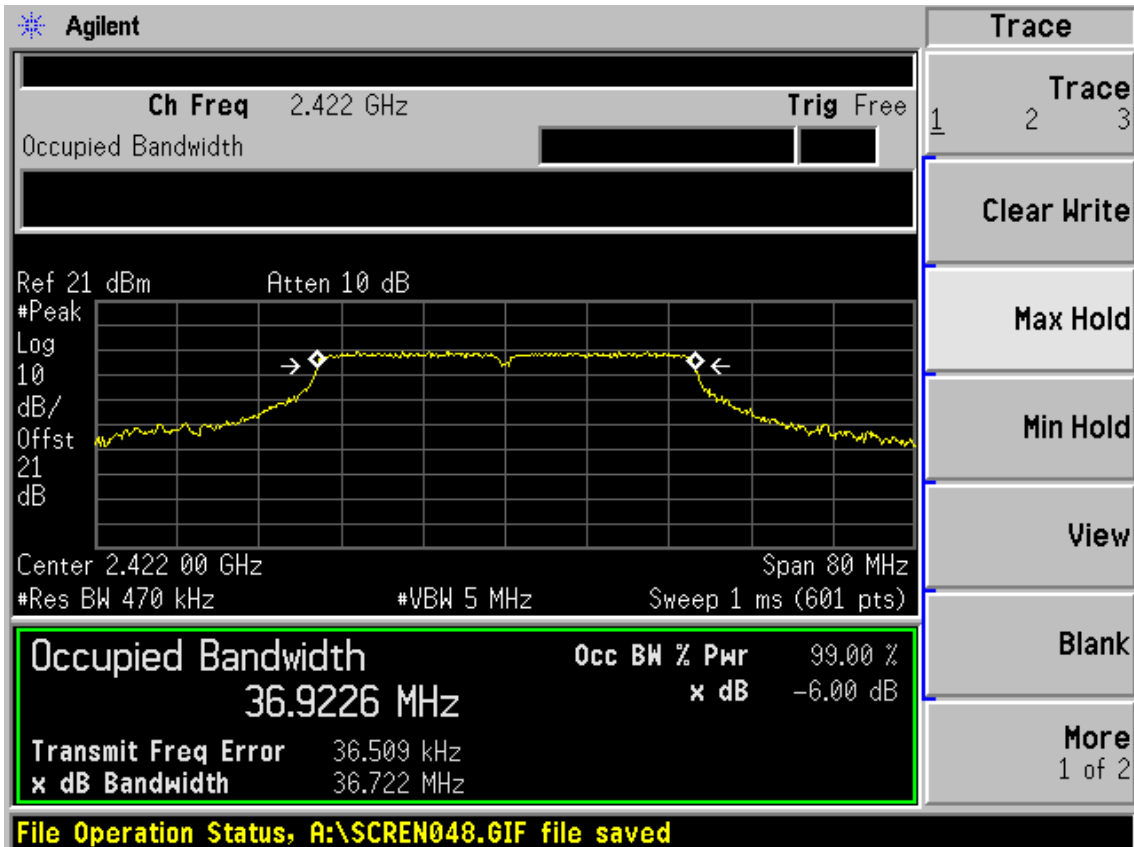 Agilent
Trace
Ch Freq 2.422 GHz Trig Free
Occupied Bandwidth
Trace
1 2 3
Clear Write
Max Hold
Min Hold
View
Blank
More
1 of 2
Ref 21 dBm Atten 10 dB
#Peak
Log
10
dB/
Offst
21
dB
Center 2.422 00 GHz Span 80 MHz
#Res BW 470 kHz #VBW 5 MHz Sweep 1 ms (601 pts)
Occupied Bandwidth Occ BW % Pwr 99.00 %
36.9226 MHz x dB -6.00 dB
Transmit Freq Error 36.509 kHz
x dB Bandwidth 36.722 MHz
File Operation Status, A:\SCREN048.GIF file saved